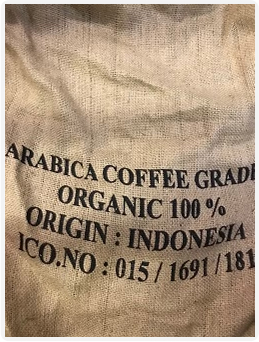 ARABICA COFFEE GRADE
ORGANIC 100 %
ORIGIN : INDONESIA
ICO.NO : 015 / 1691 / 181